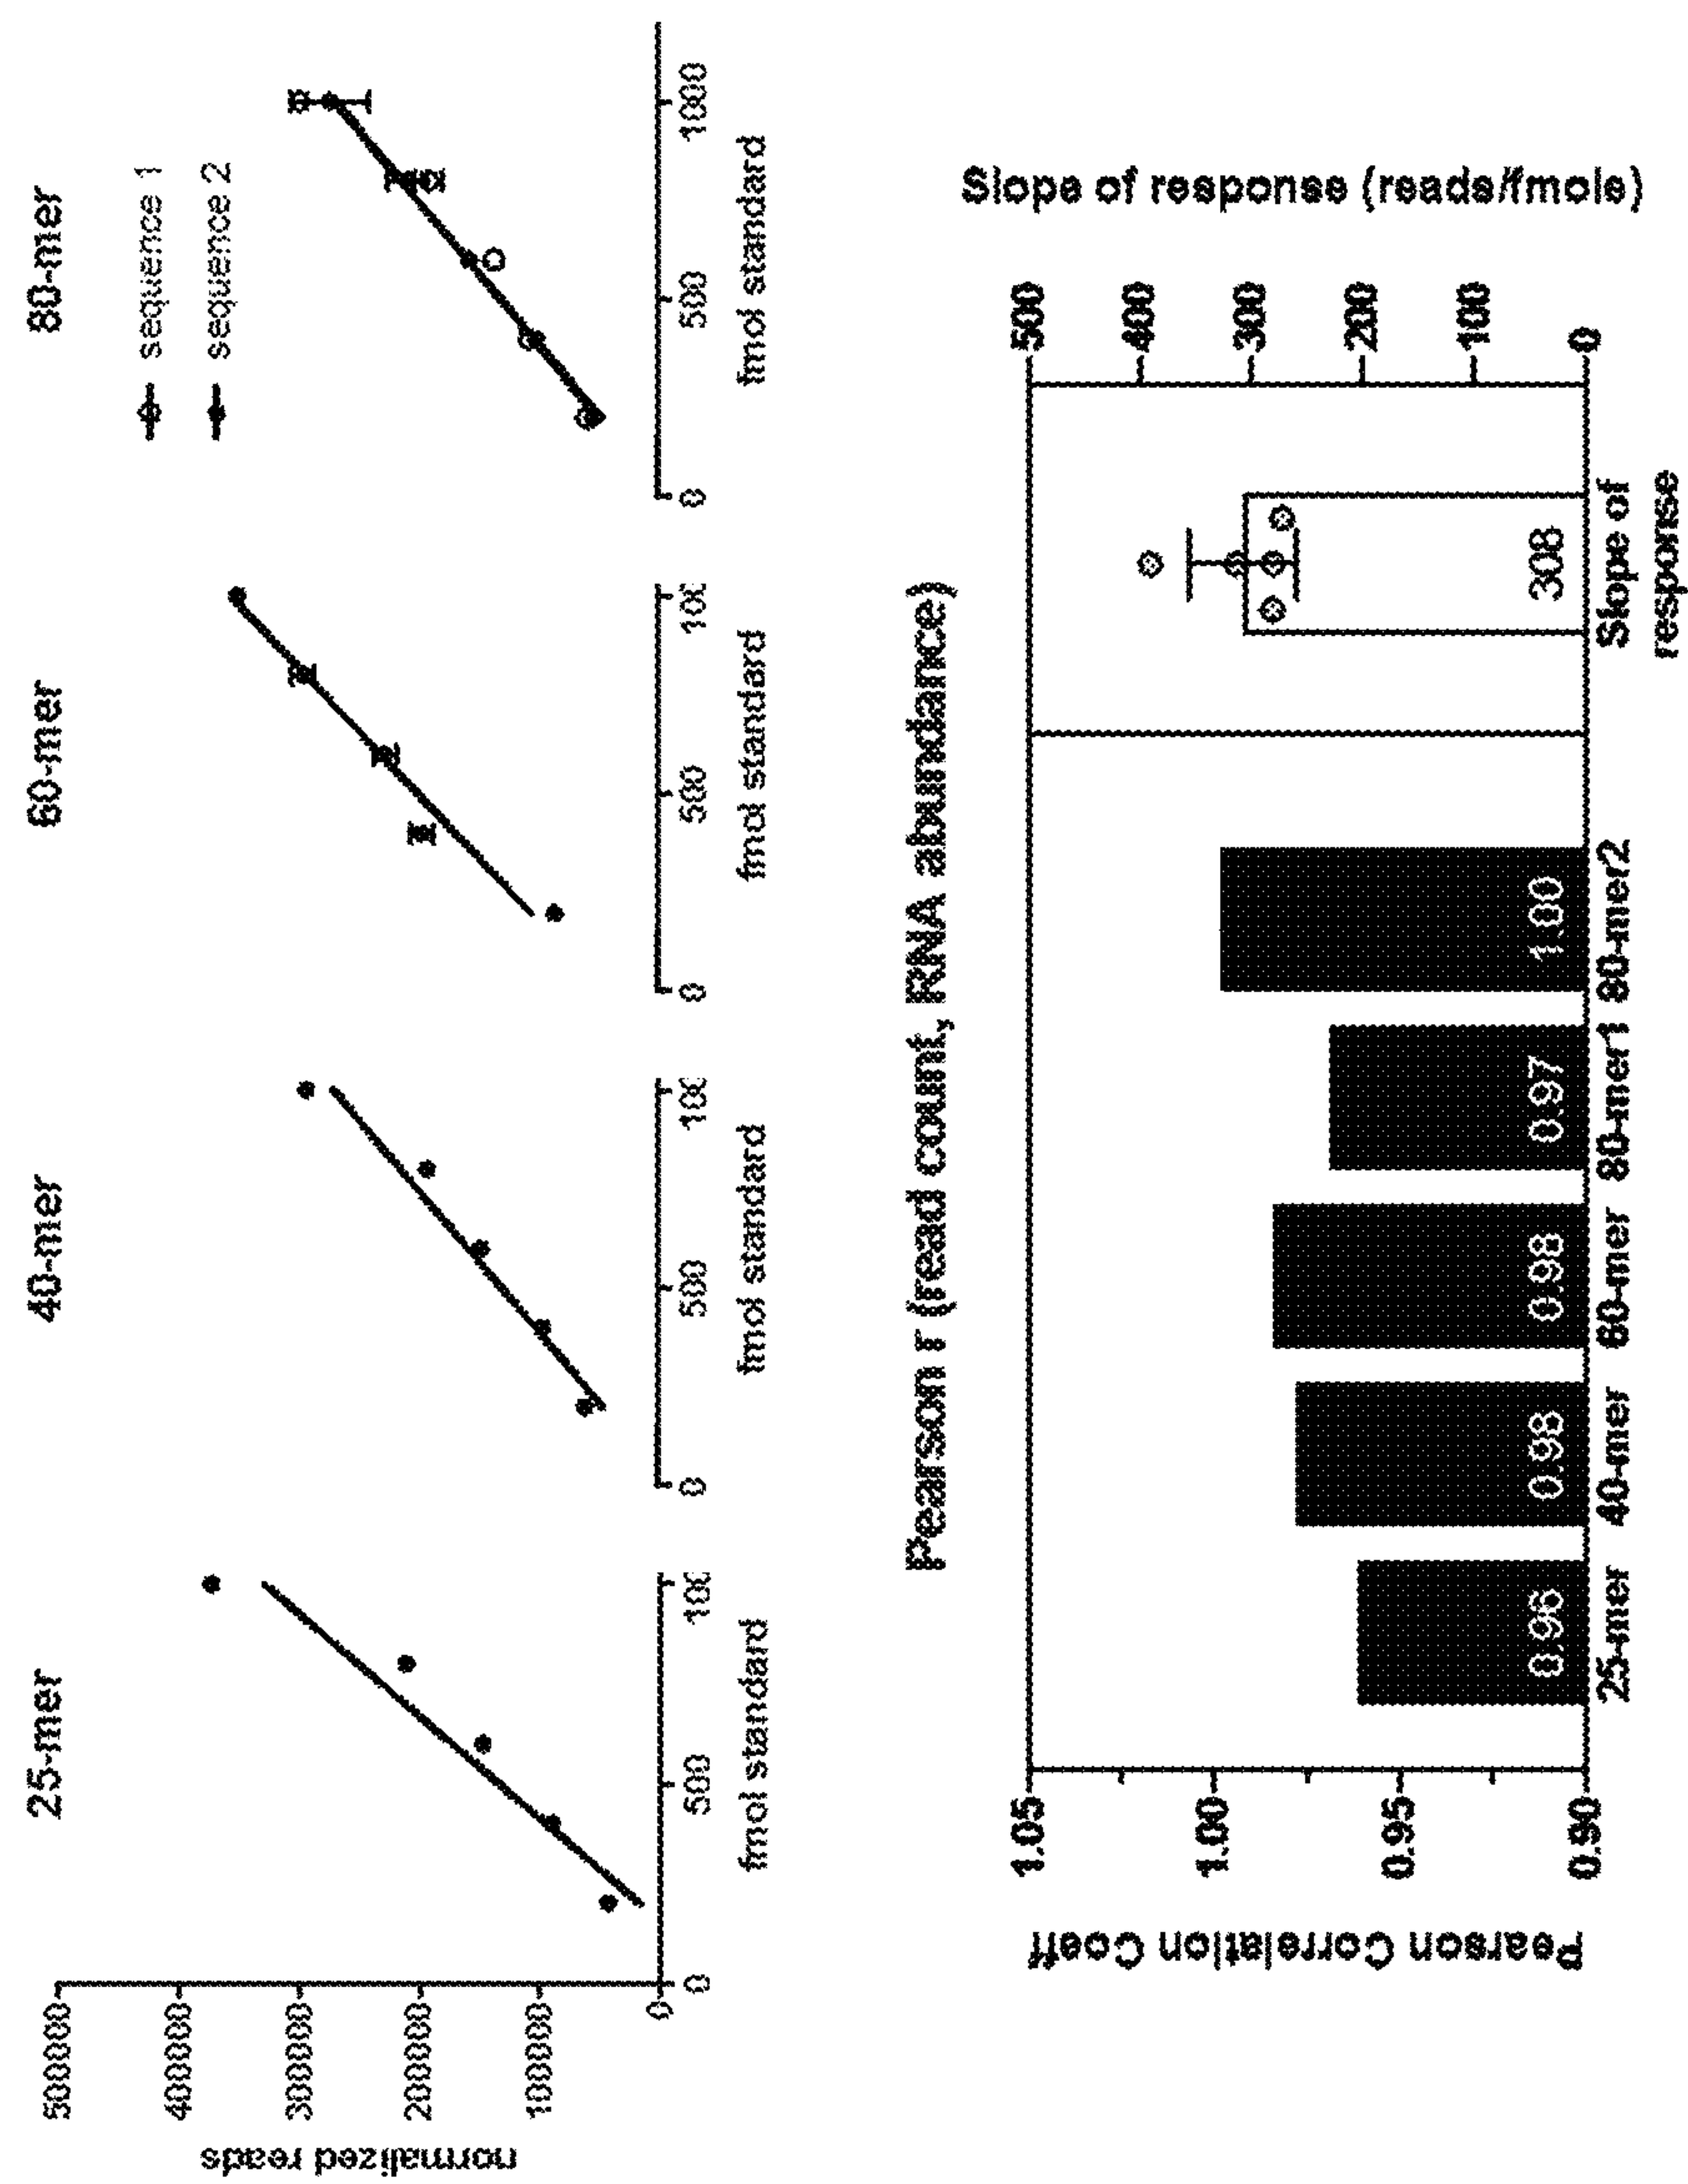 25-mer
40-mer
60-mer
80-mer
sequence 1
sequence 2
normalized reads
500000
400000
300000
200000
100000
0
0 500 100
0 500 100
0 500 100
0 500 1000
fmol standard
fmol standard
fmol standard
fmol standard
Pearson r (read count, RNA abundance)
Pearson Correlation Coeff
1.05
1.00
0.95
0.90
0.96
0.98
0.98
0.97
1.00
308
25-mer
40-mer
60-mer
80-mer1
80-mer2
Slope of
response
500
400
300
200
100
0
Slope of response (reads/fmole)